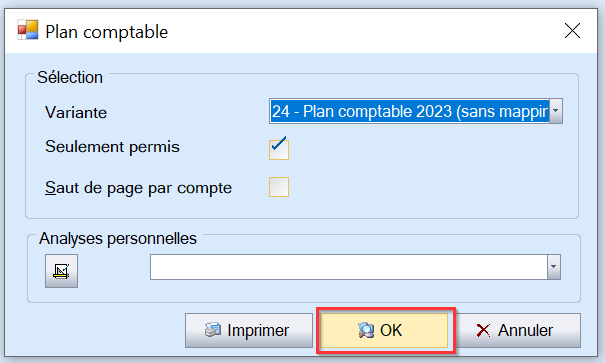 Plan comptable
Sélection
Variante
24 - Plan comptable 2023 (sans mappin
Seulement permis
Saut de page par compte
Analyses personnelles
Imprimer OK Annuler